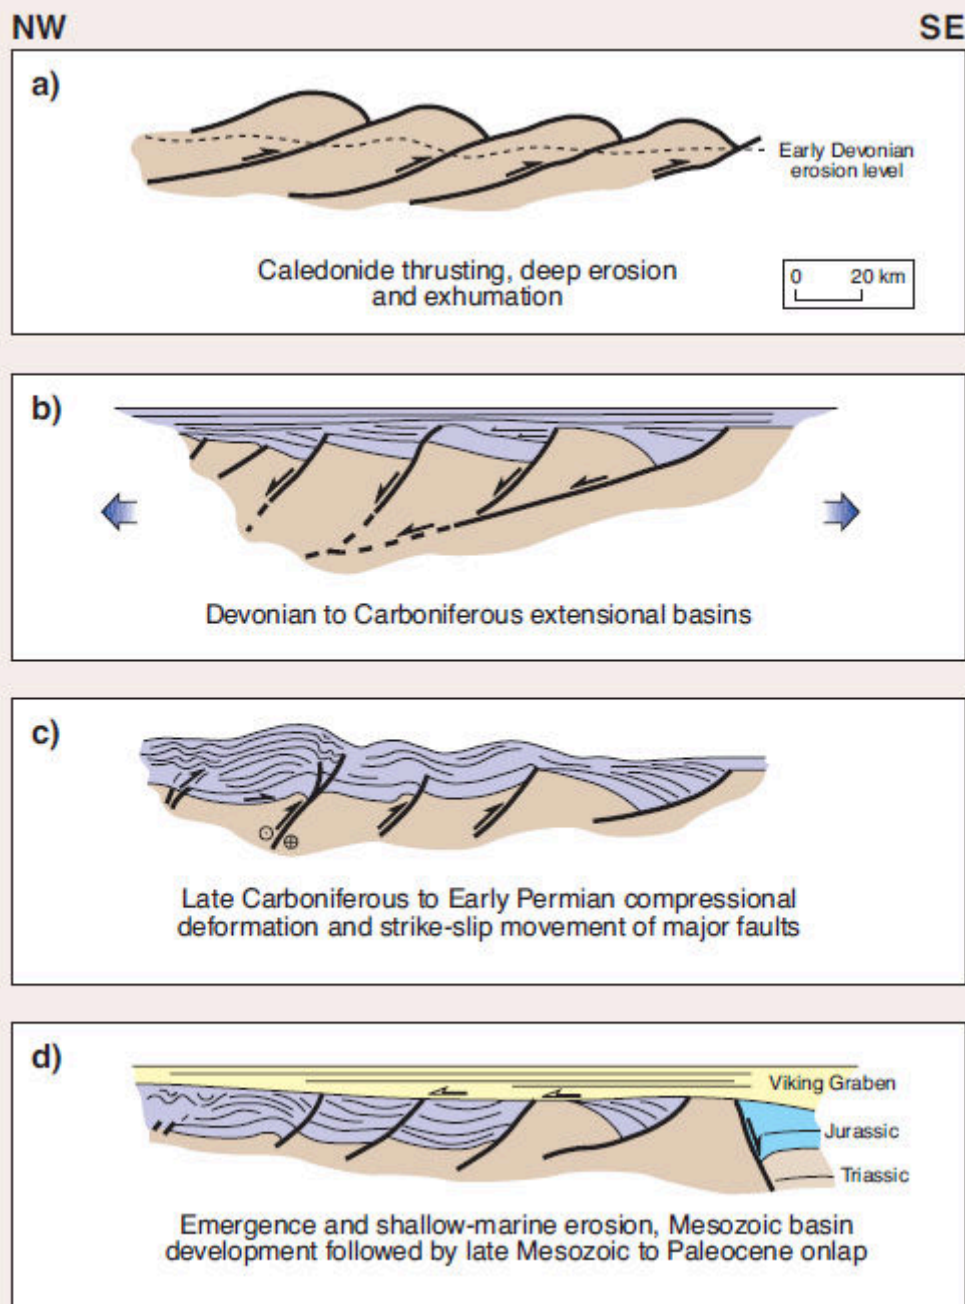 NW
SE
a)
Early Devonian
erosion level
Caledonide thrusting, deep erosion
and exhumation
0 20 km
b)
Devonian to Carboniferous extensional basins
c)
Late Carboniferous to Early Permian compressional
deformation and strike-slip movement of major faults
d)
Viking Graben
Jurassic
Triassic
Emergence and shallow-marine erosion, Mesozoic basin
development followed by late Mesozoic to Paleocene onlap